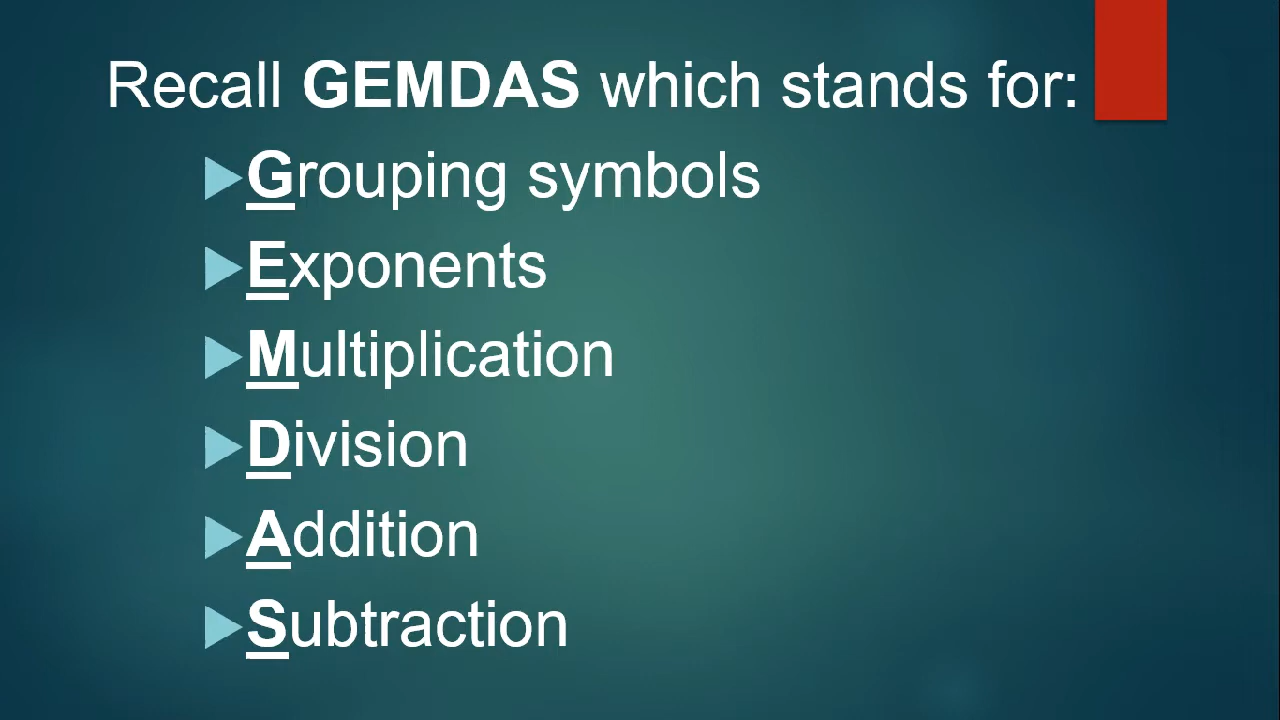 Recall GEMDAS which stands for:
Grouping symbols
Exponents
Multiplication
Division
Addition
Subtraction